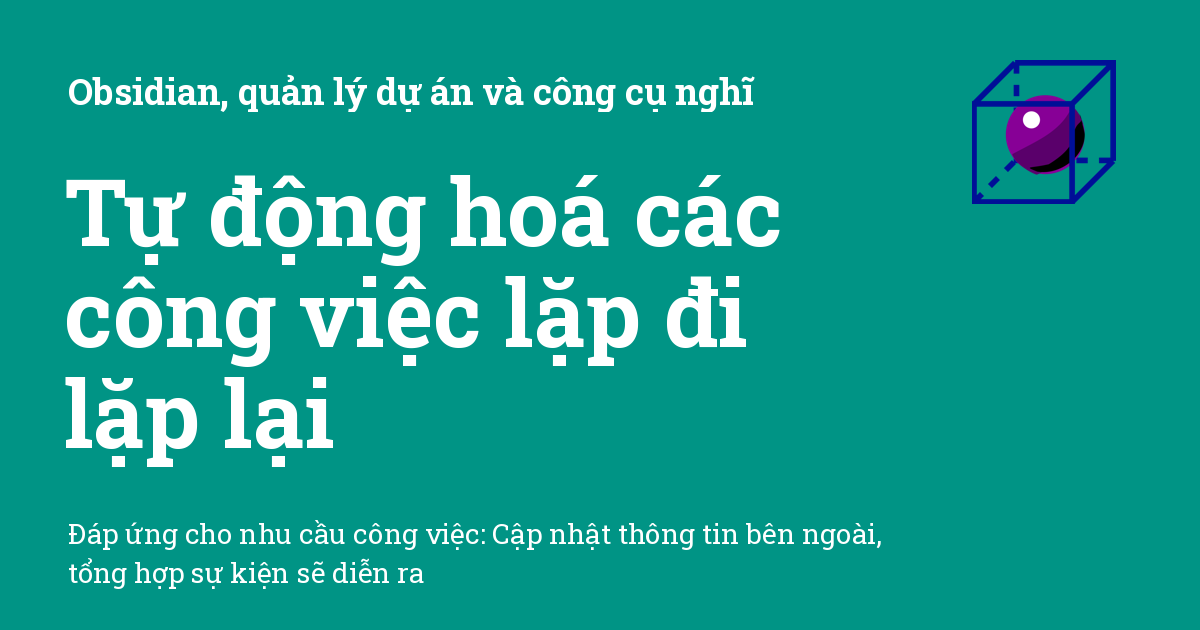 Obsidian, quản lý dự án và công cụ nghĩ
Tự động hoá các
công việc lặp đi
lặp lại
Đáp ứng cho nhu cầu công việc: Cập nhật thông tin bên ngoài,
tổng hợp sự kiện sẽ diễn ra